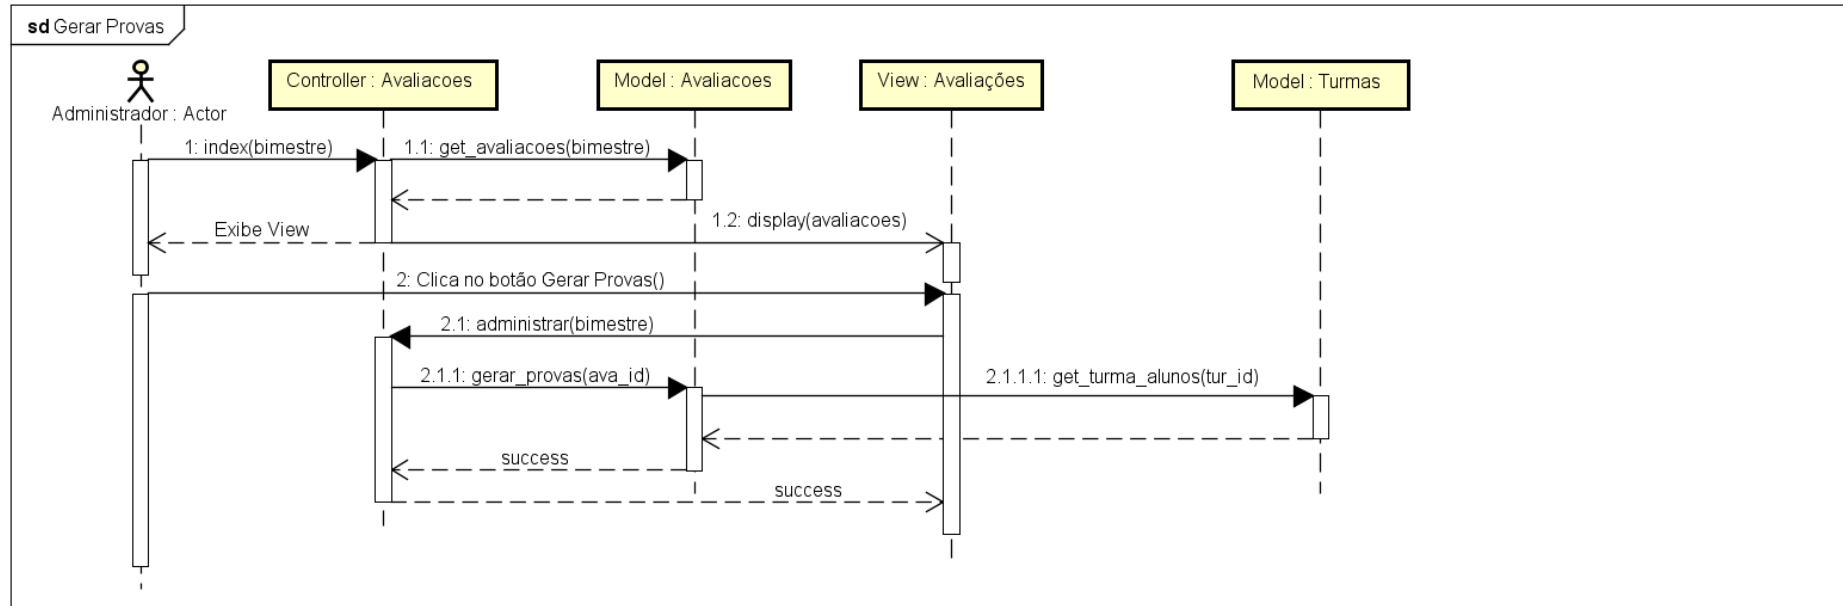 sd Gerar Provas
Administrador : Actor
Controller : Avaliacoes
Model : Avaliacoes
View : Avaliações
Model : Turmas
1: index(bimestre)
1.1: get_avaliacoes(bimestre)
1.2: display(avaliacoes)
Exibe View
2: Clica no botão Gerar Provas()
2.1: administrar(bimestre)
2.1.1: gerar_provas(ava_id)
2.1.1.1: get_turma_alunos(tur_id)
success
success